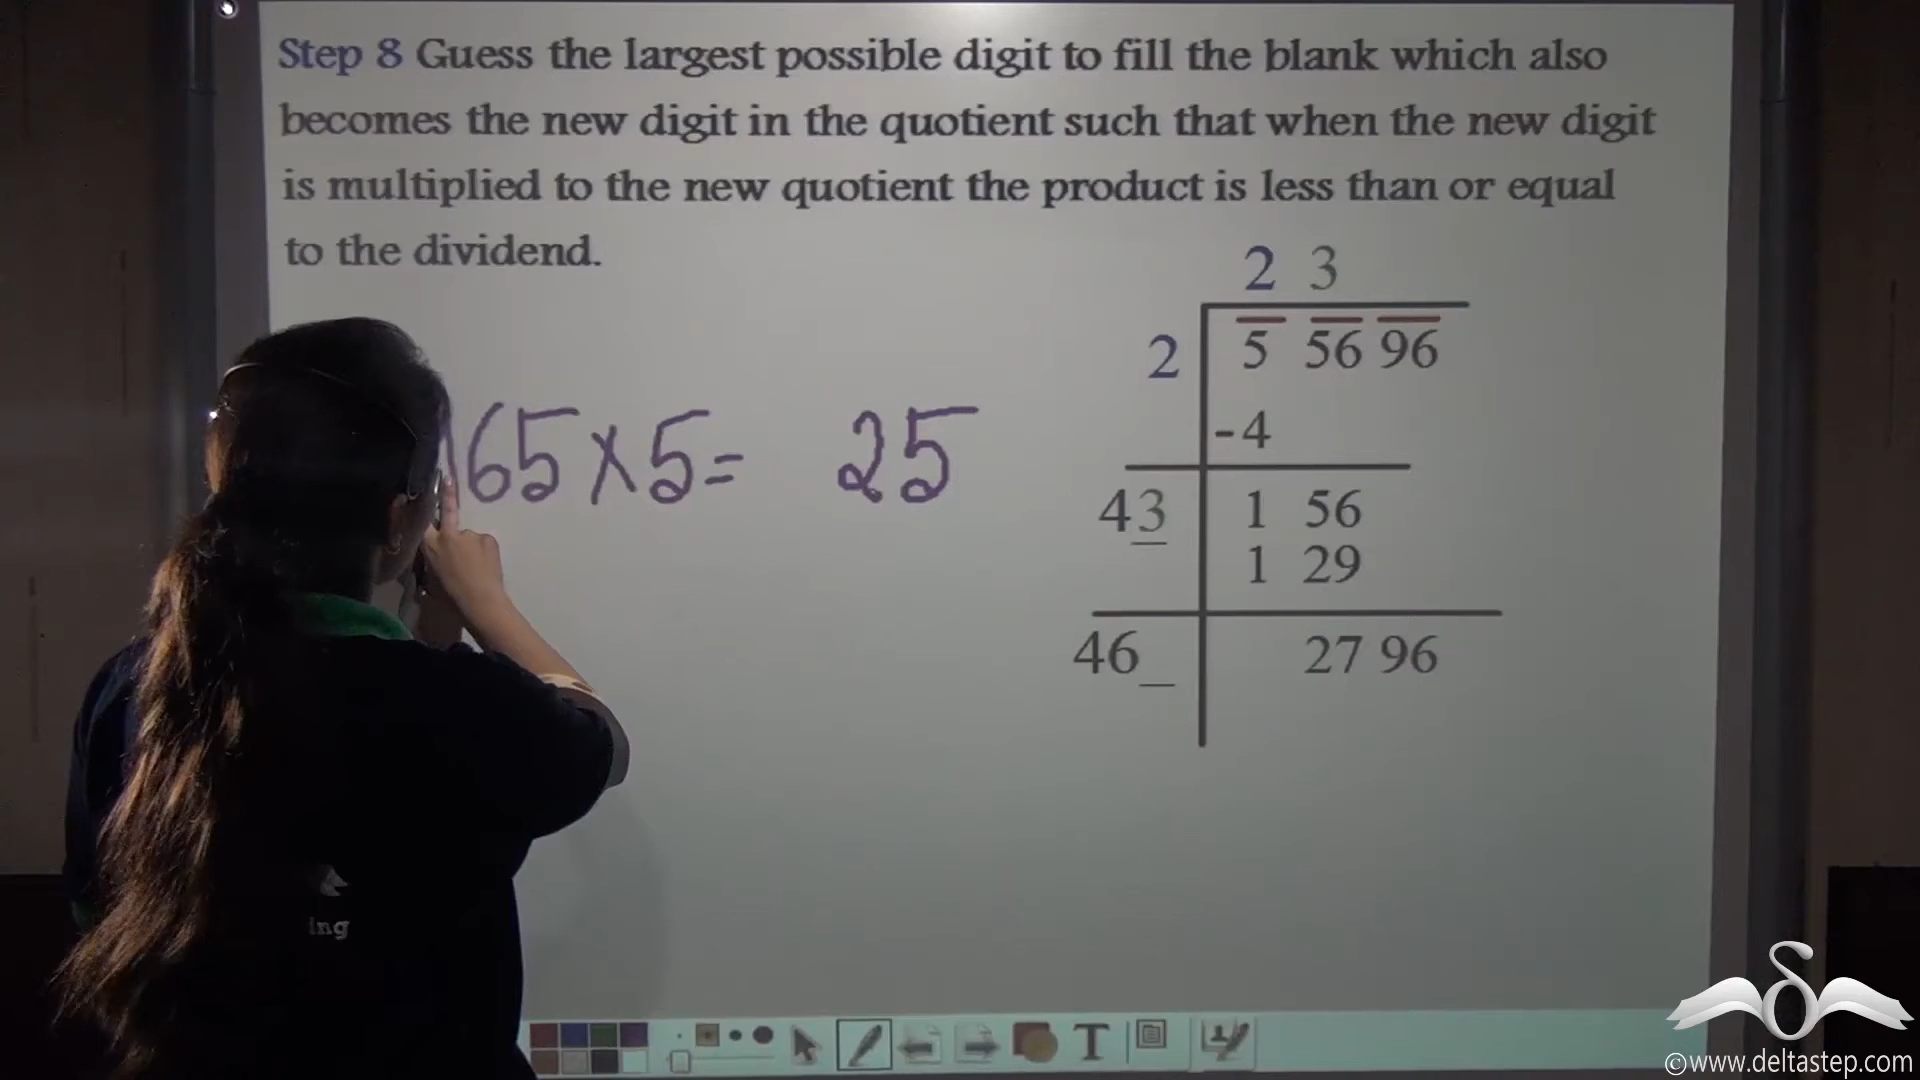 Step 8 Guess the largest possible digit to fill the blank which also
becomes the new digit in the quotient such that when the new digit
is multiplied to the new quotient the product is less than or equal
to the dividend.
2 3
2 5 56 96
-4
65 × 5 = 25
43 1 56
1 29
46_ 27 96
ing
T
©www.deltastep.com